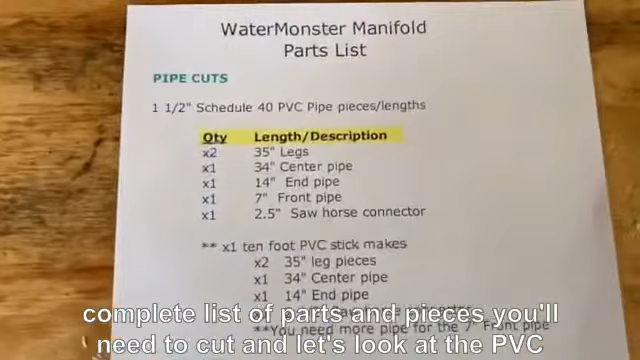 WaterMonster Manifold
Parts List
PIPE CUTS
1 1/2" Schedule 40 PVC Pipe pieces/lengths
Qty Length/Description
x2 35" Legs
x1 34" Center pipe
x1 14" End pipe
x1 7" Front pipe
x1 2.5" Saw horse connector
** x1 ten foot PVC stick makes
x2 35" leg pieces
x1 34" Center pipe
x1 14" End pipe
complete list of parts and pieces you'll
**You need more pipe for the 7" Front pipe
need to cut and let's look at the PVC